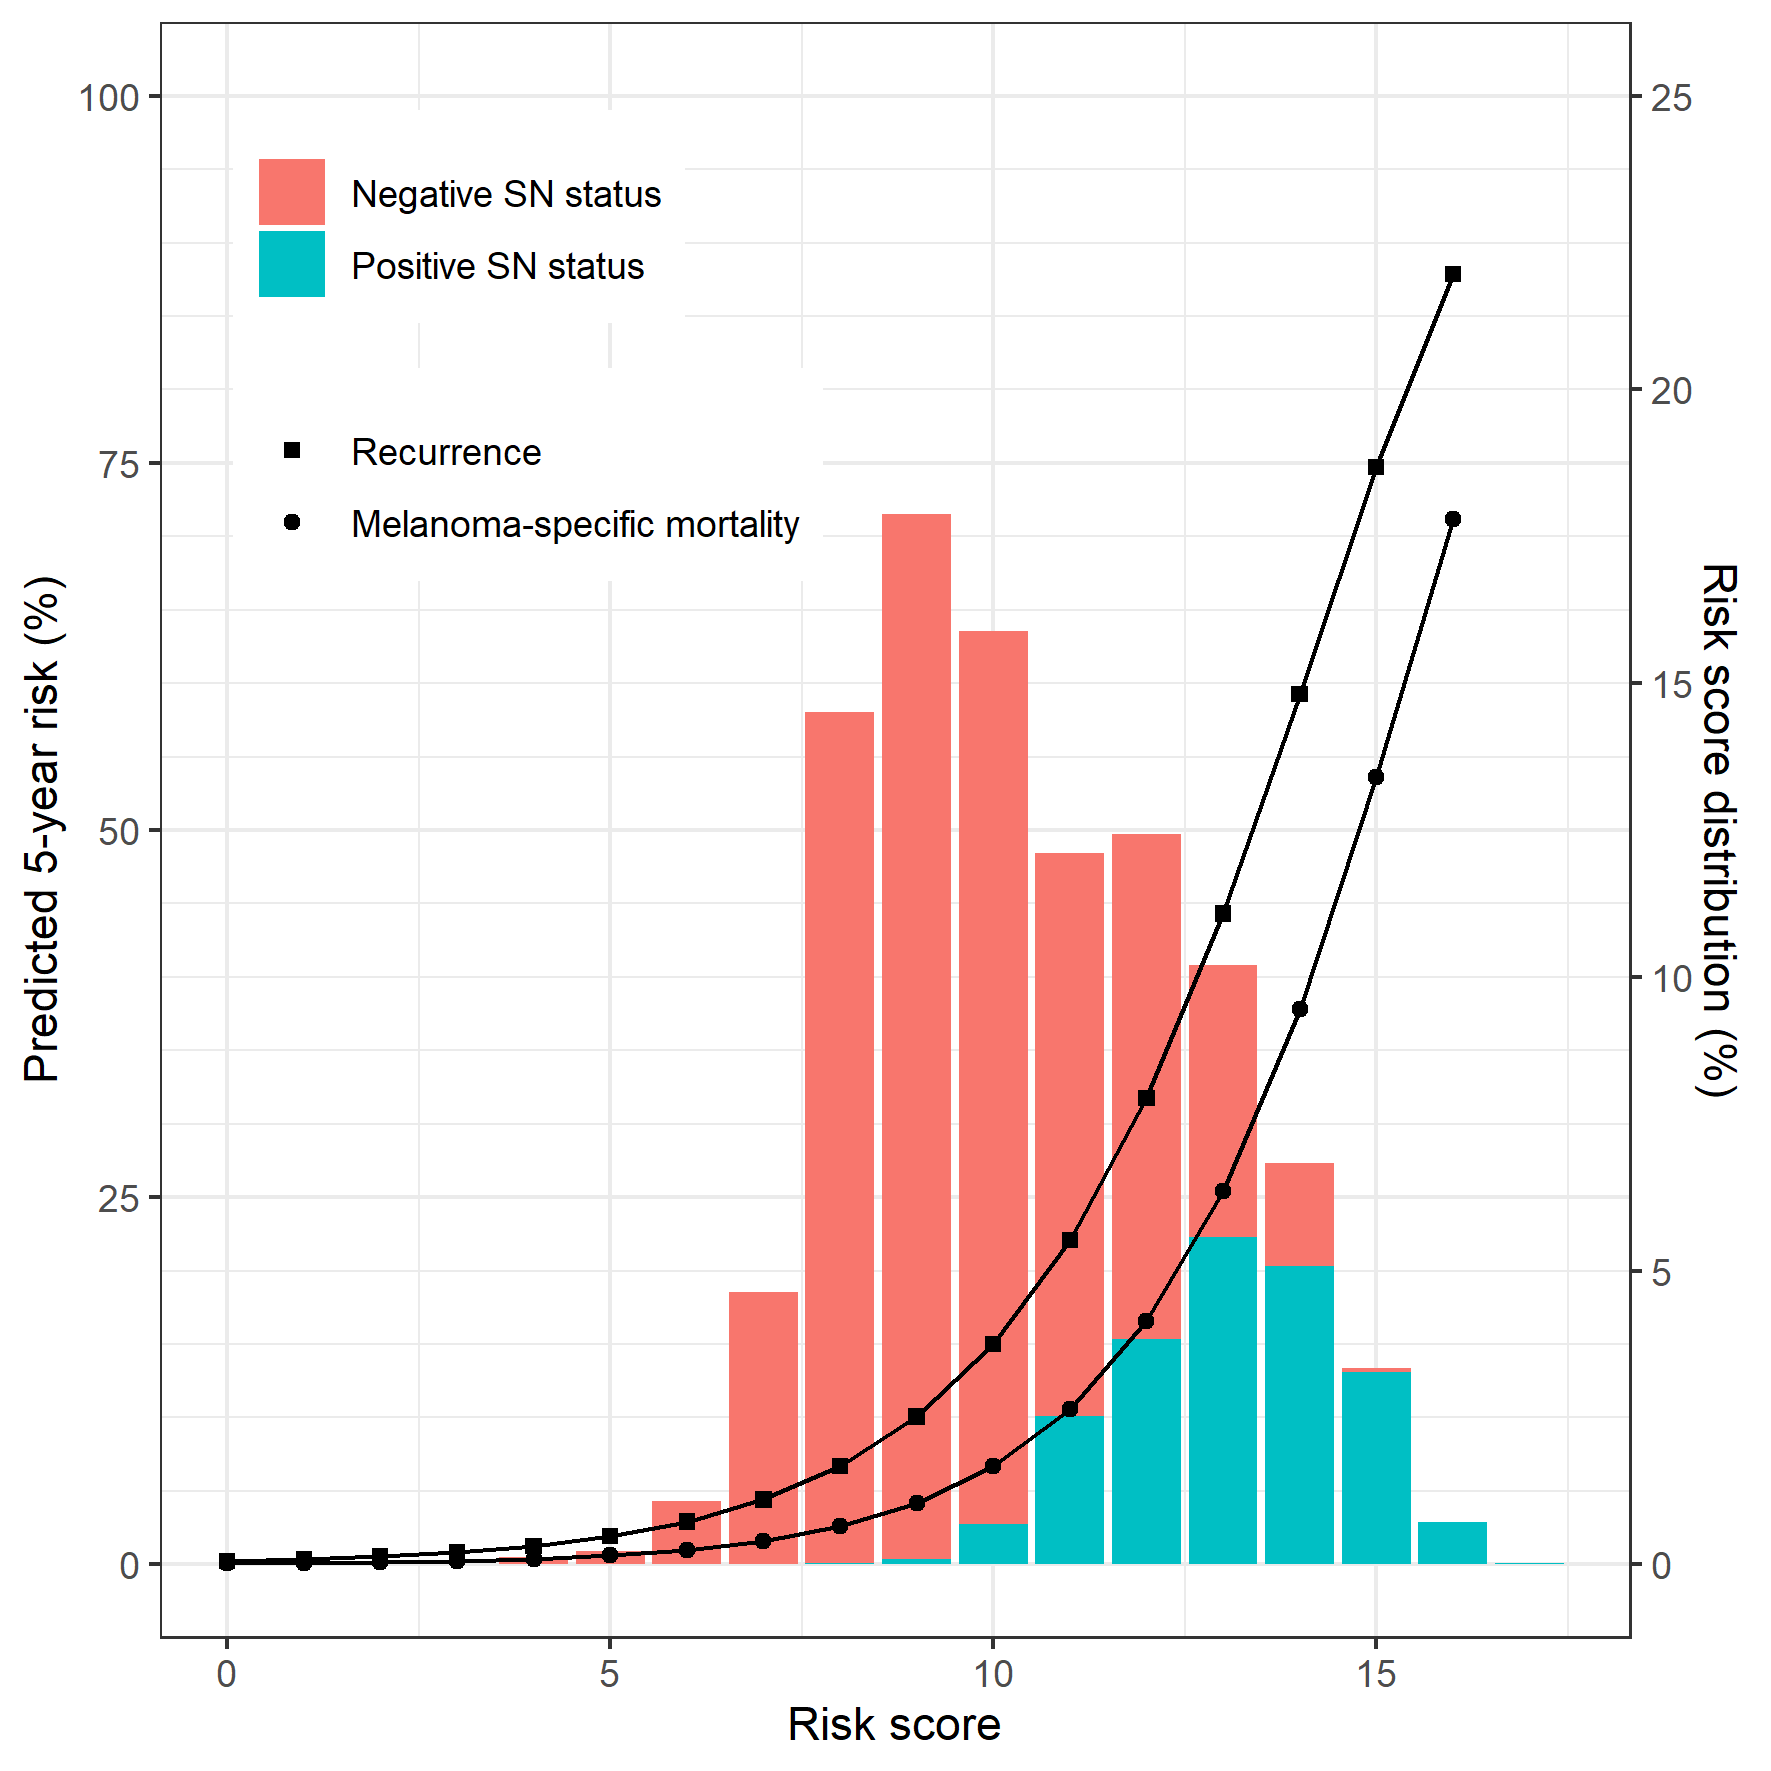 100
75
50
25
0
Predicted 5-year risk (%)
Negative SN status
Positive SN status
Recurrence
Melanoma-specific mortality
25
20
15
10
5
0
Risk score distribution (%)
0
5
10
15
Risk score